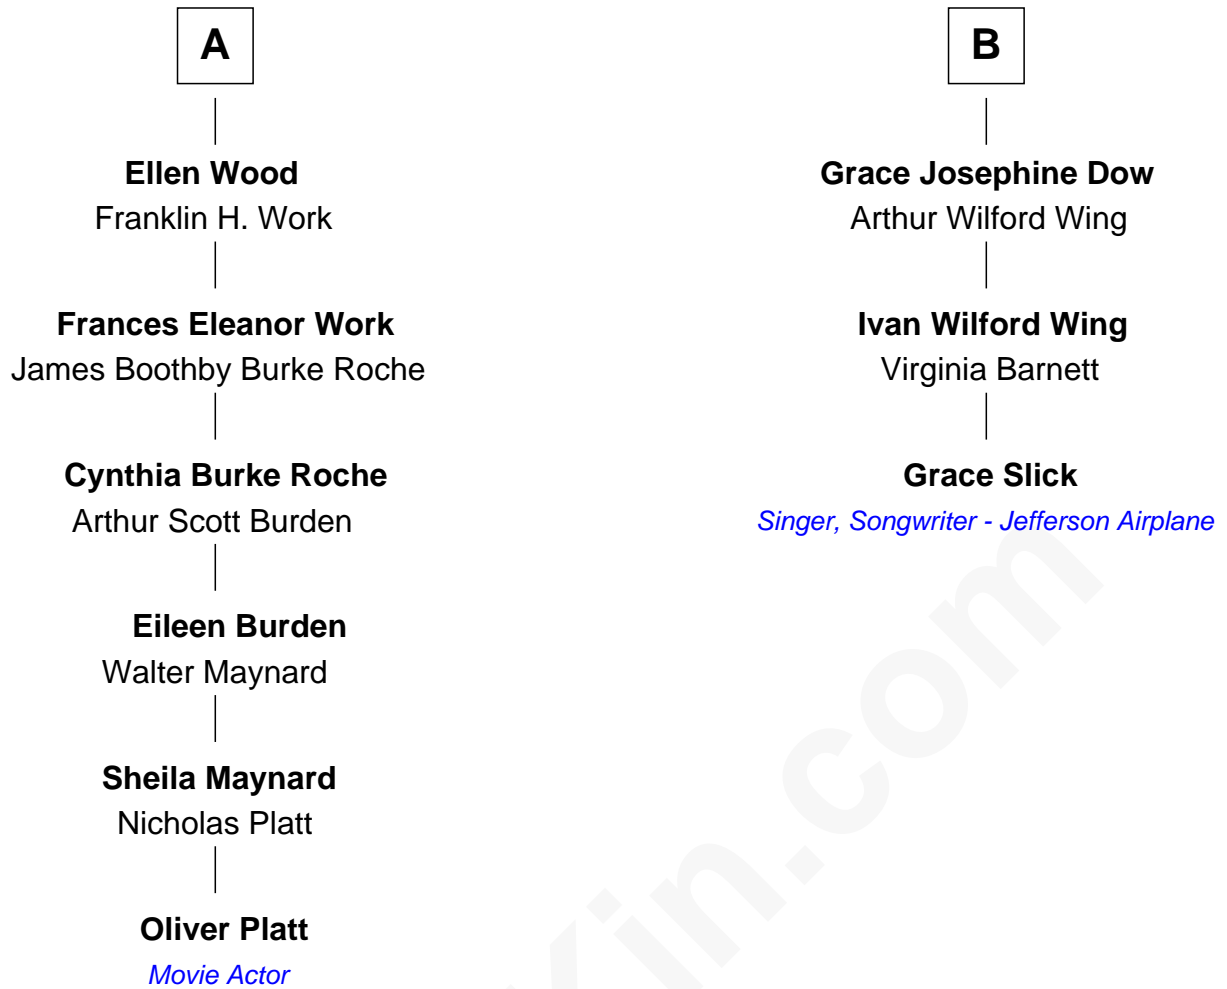 A
Ellen Wood
Franklin H. Work
Frances Eleanor Work
James Boothby Burke Roche
Cynthia Burke Roche
Arthur Scott Burden
Eileen Burden
Walter Maynard
Sheila Maynard
Nicholas Platt
Oliver Platt
Movie Actor
B
Grace Josephine Dow
Arthur Wilford Wing
Ivan Wilford Wing
Virginia Barnett
Grace Slick
Singer, Songwriter - Jefferson Airplane